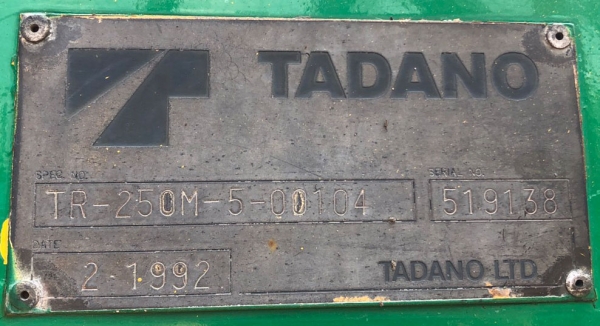 TADANO
SPEC. NO. SERIAL NO.
TR-250M-5-00104 519138
DATE
2-1992 TADANO LTD.